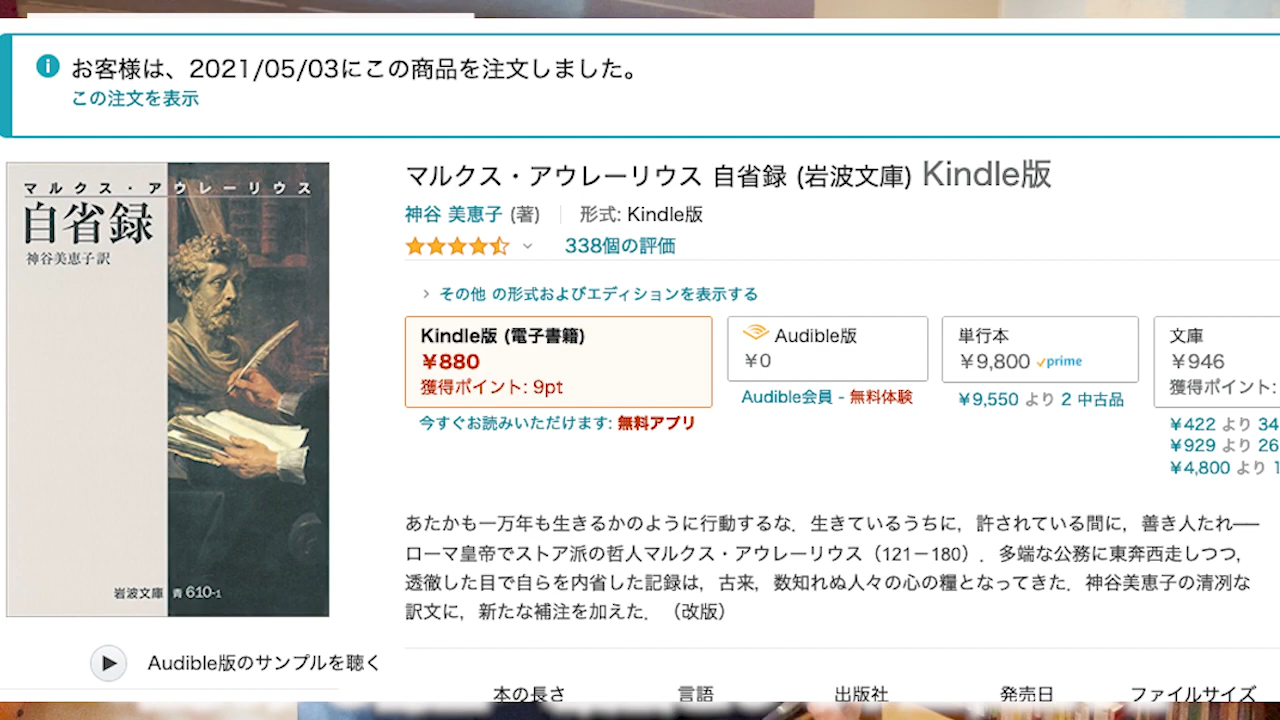 お客様は、2021/05/03にこの商品を注文しました。
この注文を表示
マルクス・アウレーリウス
自省録
神谷美恵子訳
岩波文庫 青610-1
Audible版のサンプルを聴く
マルクス・アウレーリウス 自省録 (岩波文庫) Kindle版
神谷 美恵子 (著) 形式: Kindle版
338個の評価
その他 の形式およびエディションを表示する
Kindle版 (電子書籍)
¥880
獲得ポイント: 9pt
今すぐお読みいただけます: 無料アプリ
Audible版
¥0
Audible会員 - 無料体験
単行本
¥9,800 prime
¥9,550 より 2 中古品
文庫
¥946
獲得ポイント:
¥422 より 34
¥929 より 26
¥4,800 より 1
あたかも一万年も生きるかのように行動するな．生きているうちに，許されている間に，善き人たれ──
ローマ皇帝でストア派の哲人マルクス・アウレーリウス（121－180）．多端な公務に東奔西走しつつ，
透徹した目で自らを内省した記録は，古来，数知れぬ人々の心の糧となってきた．神谷美恵子の清冽な
訳文に，新たな補注を加えた．（改版）
本の長さ 言語 出版社 発売日 ファイルサイズ